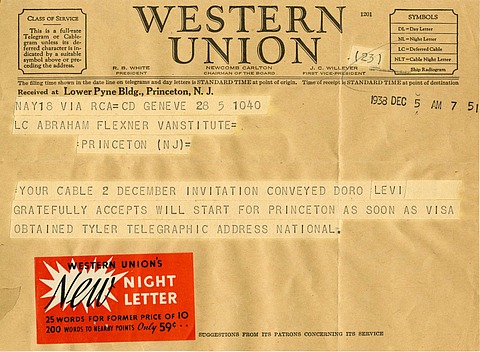 CLASS OF SERVICE
This is a full-rate Telegram or Cablegram unless its deferred character is indicated by a suitable symbol above or preceding the address.
WESTERN
UNION
1201
(23)
SYMBOLS
DL=Day Letter
NL=Night Letter
LC=Deferred Cable
NLT=Cable Night Letter
Ship Radiogram
R. B. WHITE
PRESIDENT
NEWCOMB CARLTON
CHAIRMAN OF THE BOARD
J. C. WILLEVER
FIRST VICE-PRESIDENT
The filing time shown in the date line on telegrams and day letters is STANDARD TIME at point of origin. Time of receipt is STANDARD TIME at point of destination
Received at Lower Pyne Bldg., Princeton, N. J.
NAY18 VIA RCA=CD GENEVE 28 5 1040
1938 DEC 5 AM 7 51
LC ABRAHAM FLEXNER VANSTITUTE=
:PRINCETON (NJ)=
:YOUR CABLE 2 DECEMBER INVITATION CONVEYED DORO LEVI
GRATEFULLY ACCEPTS WILL START FOR PRINCETON AS SOON AS VISA
OBTAINED TYLER TELEGRAPHIC ADDRESS NATIONAL.
WESTERN UNION'S
New NIGHT
LETTER
25 WORDS FOR FORMER PRICE OF 10
200 WORDS TO NEARBY POINTS Only 59¢
SUGGESTIONS FROM ITS PATRONS CONCERNING ITS SERVICE